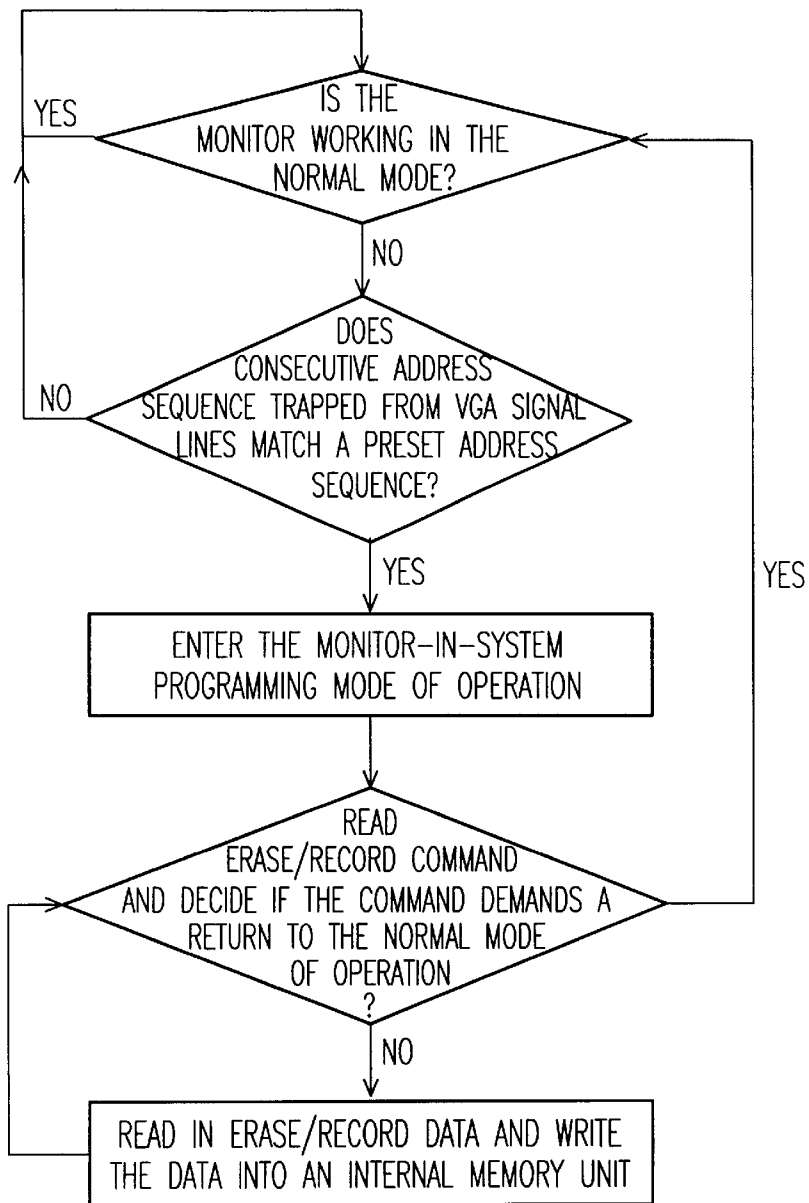 IS THE
MONITOR WORKING IN THE
NORMAL MODE?
YES
NO
DOES
CONSECUTIVE ADDRESS
SEQUENCE TRAPPED FROM VGA SIGNAL
LINES MATCH A PRESET ADDRESS
SEQUENCE?
NO
YES
ENTER THE MONITOR-IN-SYSTEM
PROGRAMMING MODE OF OPERATION
READ
ERASE/RECORD COMMAND
AND DECIDE IF THE COMMAND DEMANDS A
RETURN TO THE NORMAL MODE
OF OPERATION
?
YES
NO
READ IN ERASE/RECORD DATA AND WRITE
THE DATA INTO AN INTERNAL MEMORY UNIT